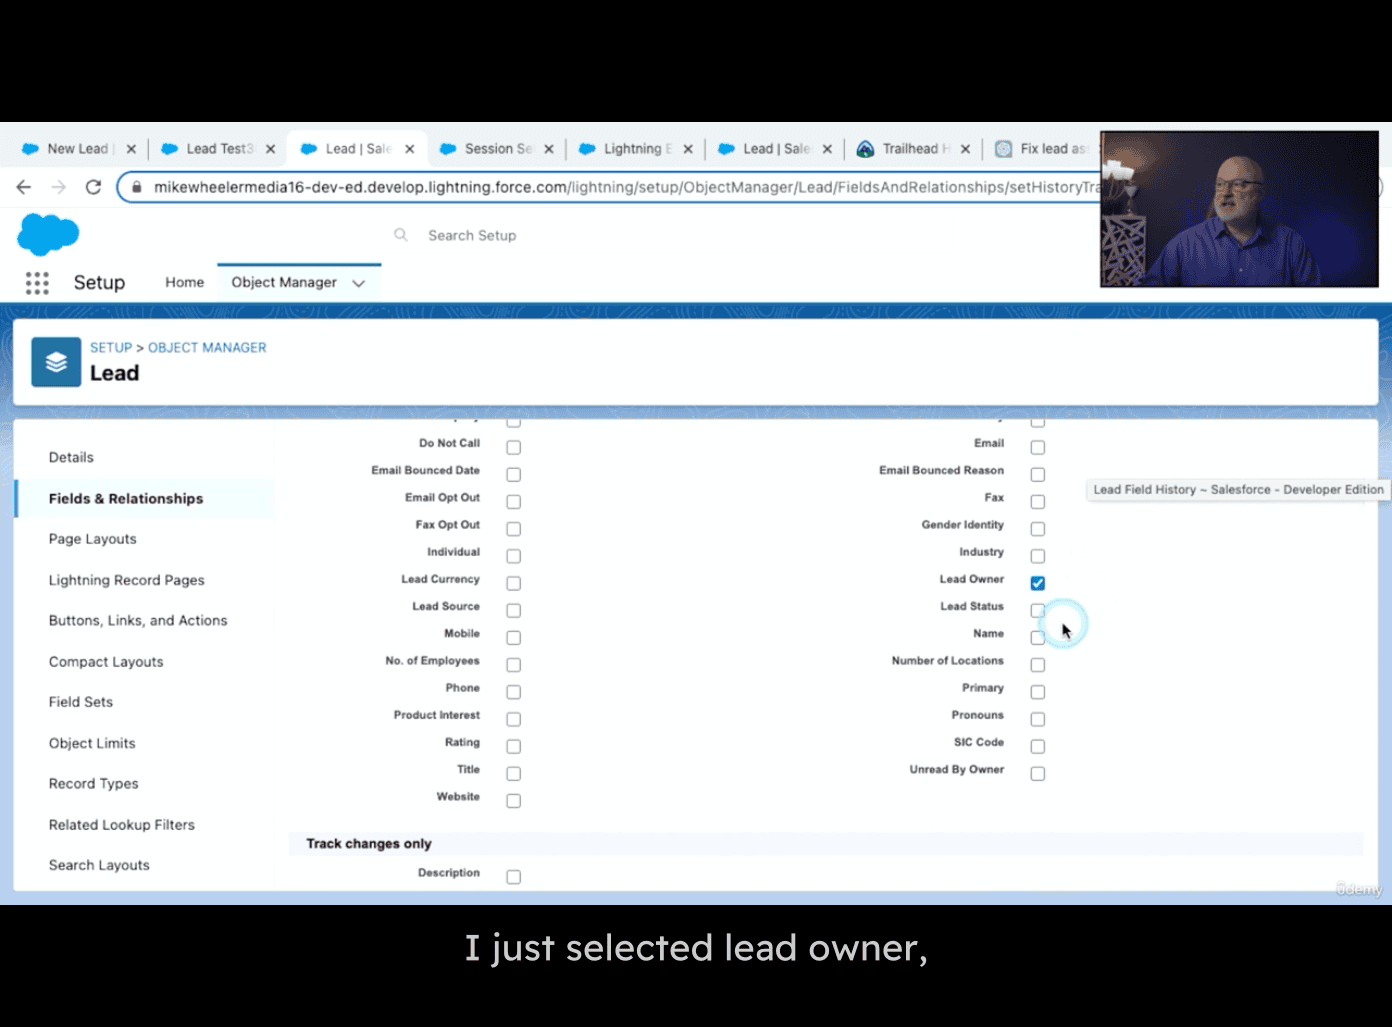 New Lead |
Lead Test3
Lead | Sale
Session Se
Lightning E
Lead | Sale
Trailhead H
Fix lead as
mikewheelermedia16-dev-ed.develop.lightning.force.com/lightning/setup/ObjectManager/Lead/FieldsAndRelationships/setHistoryTra
Search Setup
Setup
Home
Object Manager
SETUP > OBJECT MANAGER
Lead
Details
Fields & Relationships
Page Layouts
Lightning Record Pages
Buttons, Links, and Actions
Compact Layouts
Field Sets
Object Limits
Record Types
Related Lookup Filters
Search Layouts
Do Not Call
Email
Email Bounced Date
Email Bounced Reason
Lead Field History ~ Salesforce - Developer Edition
Email Opt Out
Fax
Fax Opt Out
Gender Identity
Individual
Industry
Lead Currency
Lead Owner
Lead Source
Lead Status
Mobile
Name
No. of Employees
Number of Locations
Phone
Primary
Product Interest
Pronouns
Rating
SIC Code
Title
Unread By Owner
Website
Track changes only
Description
ûdemy
I just selected lead owner,